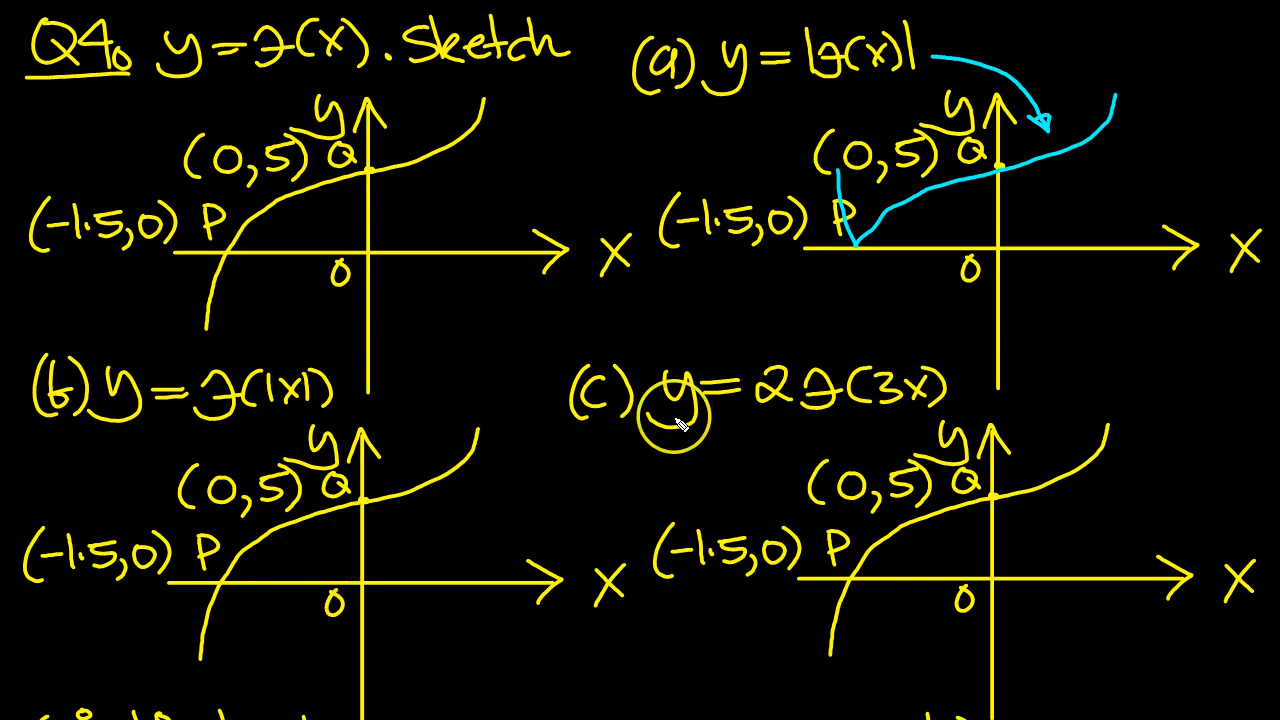 Q4. y = f(x). Sketch
y
(0,5) Q
(-1.5,0) P
0
X
(a) y = |f(x)|
y
(0,5) Q
(-1.5,0) P
0
X
(b) y = f(|x|)
y
(0,5) Q
(-1.5,0) P
0
X
(c) y = 2f(3x)
y
(0,5) Q
(-1.5,0) P
0
X